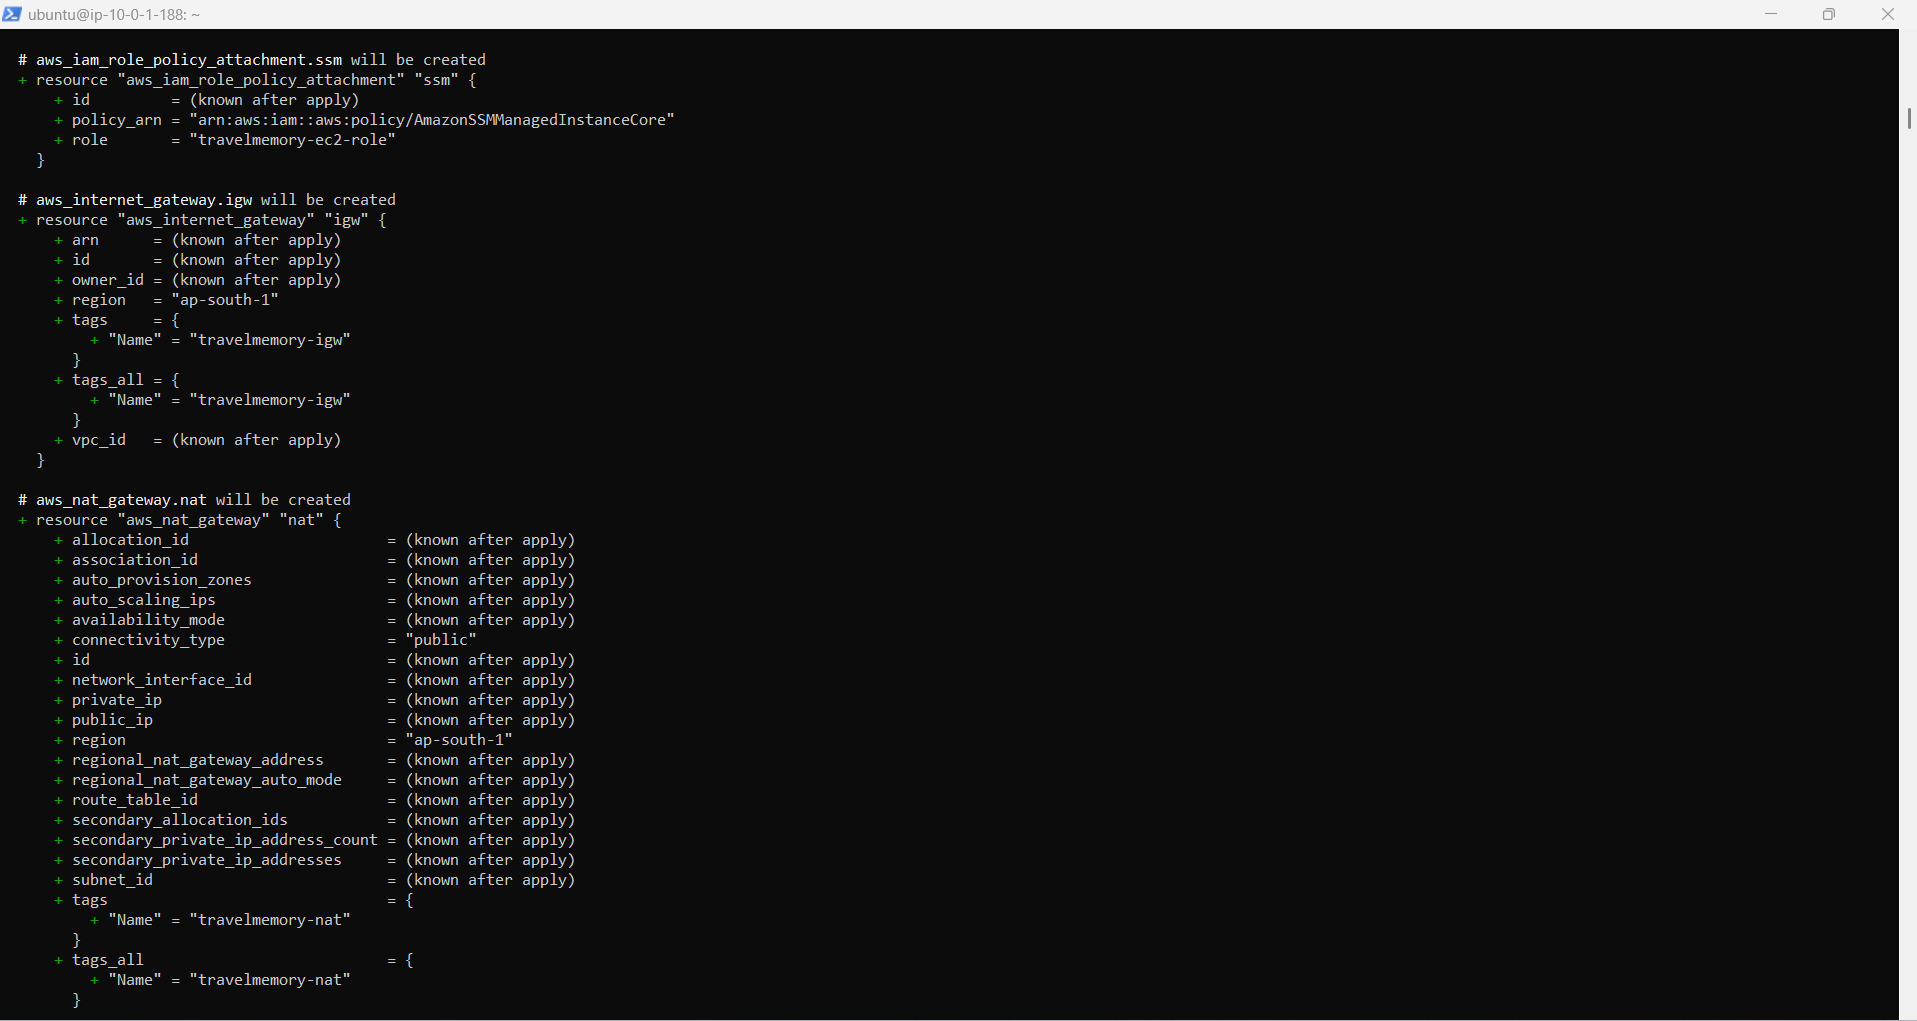 ubuntu@ip-10-0-1-188: ~
# aws_iam_role_policy_attachment.ssm will be created
+ resource "aws_iam_role_policy_attachment" "ssm" {
+ id = (known after apply)
+ policy_arn = "arn:aws:iam::aws:policy/AmazonSSMManagedInstanceCore"
+ role = "travelmemory-ec2-role"
}
# aws_internet_gateway.igw will be created
+ resource "aws_internet_gateway" "igw" {
+ arn = (known after apply)
+ id = (known after apply)
+ owner_id = (known after apply)
+ region = "ap-south-1"
+ tags = {
+ "Name" = "travelmemory-igw"
}
+ tags_all = {
+ "Name" = "travelmemory-igw"
}
+ vpc_id = (known after apply)
}
# aws_nat_gateway.nat will be created
+ resource "aws_nat_gateway" "nat" {
+ allocation_id = (known after apply)
+ association_id = (known after apply)
+ auto_provision_zones = (known after apply)
+ auto_scaling_ips = (known after apply)
+ availability_mode = (known after apply)
+ connectivity_type = "public"
+ id = (known after apply)
+ network_interface_id = (known after apply)
+ private_ip = (known after apply)
+ public_ip = (known after apply)
+ region = "ap-south-1"
+ regional_nat_gateway_address = (known after apply)
+ regional_nat_gateway_auto_mode = (known after apply)
+ route_table_id = (known after apply)
+ secondary_allocation_ids = (known after apply)
+ secondary_private_ip_address_count = (known after apply)
+ secondary_private_ip_addresses = (known after apply)
+ subnet_id = (known after apply)
+ tags = {
+ "Name" = "travelmemory-nat"
}
+ tags_all = {
+ "Name" = "travelmemory-nat"
}